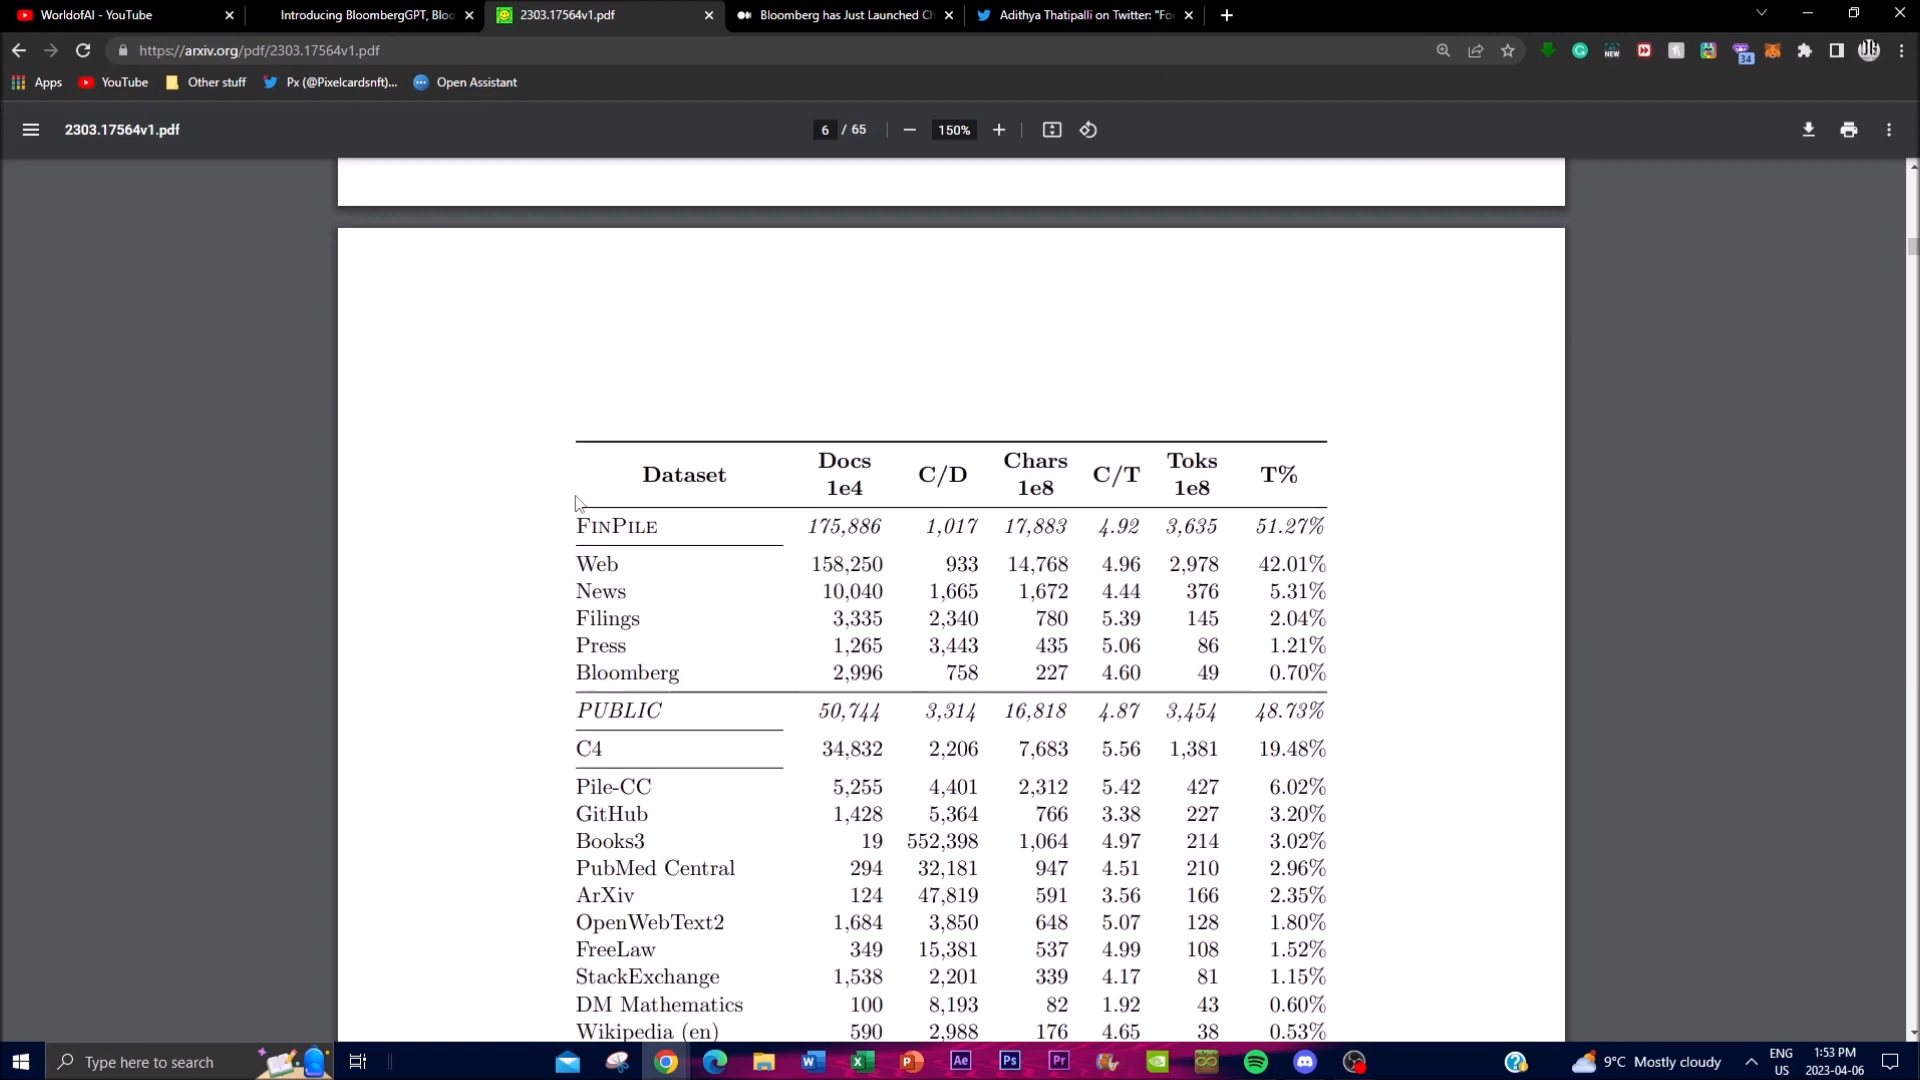 WorldofAI - YouTube
Introducing BloombergGPT, Bloo
2303.17564v1.pdf
Bloomberg has Just Launched Ch
Adithya Thatipalli on Twitter: "Fo
https://arxiv.org/pdf/2303.17564v1.pdf
NEW
34
Apps
YouTube
Other stuff
Px (@Pixelcardsnft)...
Open Assistant
2303.17564v1.pdf
6 / 65
150%
Dataset Docs 1e4 C/D Chars 1e8 C/T Toks 1e8 T%
FINPILE 175,886 1,017 17,883 4.92 3,635 51.27%
Web 158,250 933 14,768 4.96 2,978 42.01%
News 10,040 1,665 1,672 4.44 376 5.31%
Filings 3,335 2,340 780 5.39 145 2.04%
Press 1,265 3,443 435 5.06 86 1.21%
Bloomberg 2,996 758 227 4.60 49 0.70%
PUBLIC 50,744 3,314 16,818 4.87 3,454 48.73%
C4 34,832 2,206 7,683 5.56 1,381 19.48%
Pile-CC 5,255 4,401 2,312 5.42 427 6.02%
GitHub 1,428 5,364 766 3.38 227 3.20%
Books3 19 552,398 1,064 4.97 214 3.02%
PubMed Central 294 32,181 947 4.51 210 2.96%
ArXiv 124 47,819 591 3.56 166 2.35%
OpenWebText2 1,684 3,850 648 5.07 128 1.80%
FreeLaw 349 15,381 537 4.99 108 1.52%
StackExchange 1,538 2,201 339 4.17 81 1.15%
DM Mathematics 100 8,193 82 1.92 43 0.60%
Wikipedia (en) 590 2,988 176 4.65 38 0.53%
Type here to search
Ae
Ps
Pr
9°C Mostly cloudy
ENG
US
1:53 PM
2023-04-06